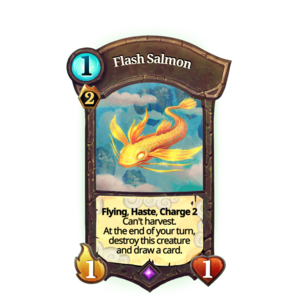 1
Flash Salmon
2
Flying, Haste, Charge 2
Can't harvest.
At the end of your turn,
destroy this creature
and draw a card.
1
1